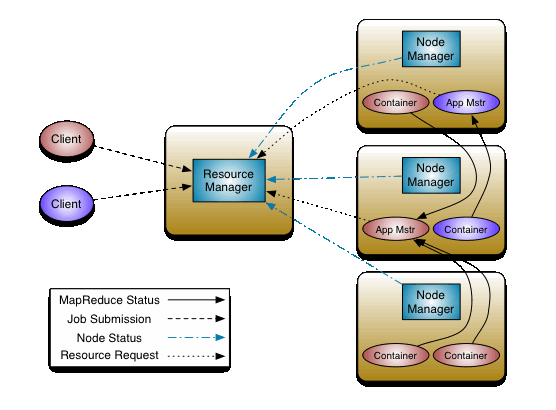 Node
Manager
Container
App Mstr
Client
Resource
Manager
Client
Node
Manager
App Mstr
Container
Node
Manager
Container
Container
MapReduce Status
Job Submission
Node Status
Resource Request